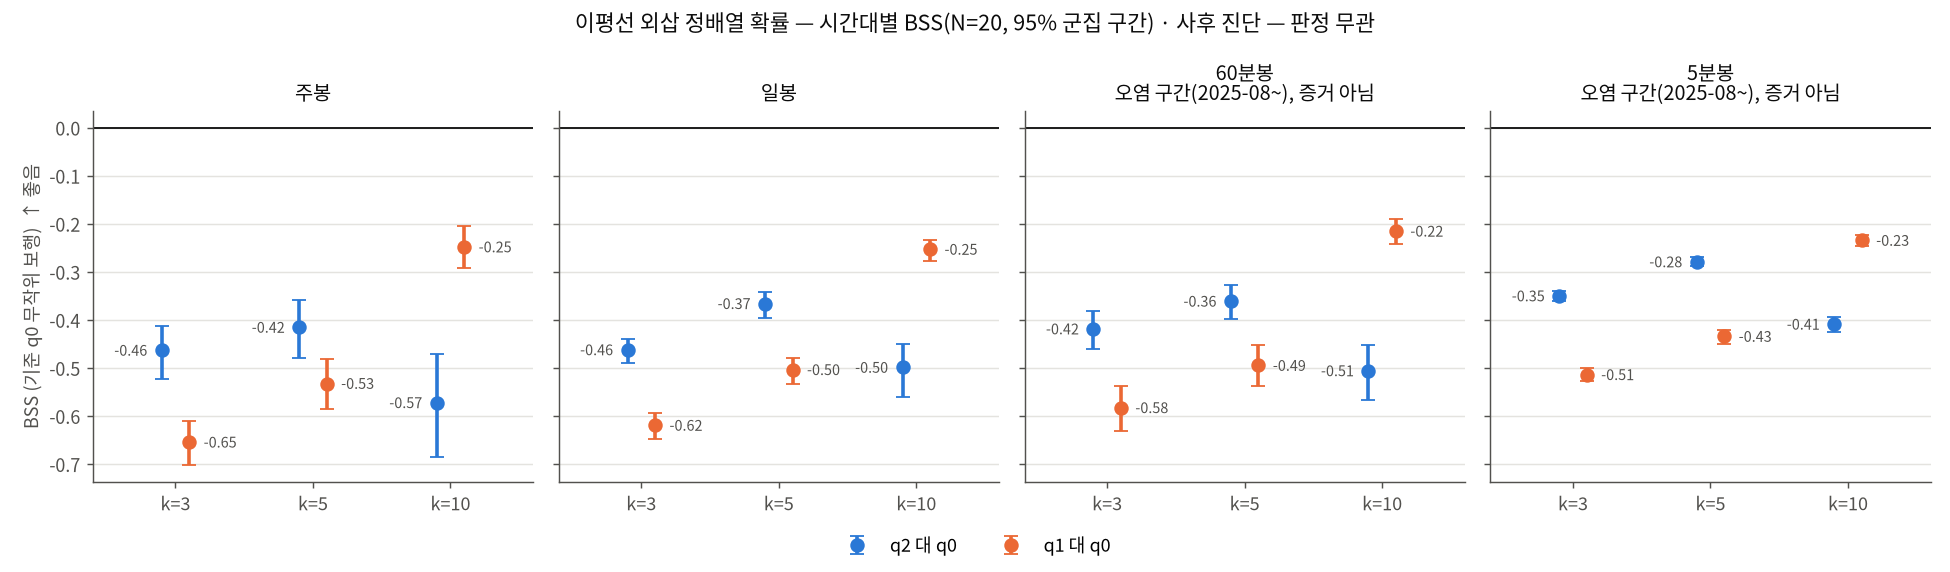 이평선 외삽 정배열 확률 — 시간대별 BSS(N=20, 95% 군집 구간) · 사후 진단 — 판정 무관
주봉
일봉
60분봉
오염 구간(2025-08~), 증거 아님
5분봉
오염 구간(2025-08~), 증거 아님
BSS (기준 q0 무작위 보행) ↑ 좋음
0.0
-0.1
-0.2
-0.3
-0.4
-0.5
-0.6
-0.7
-0.46
-0.65
-0.42
-0.53
-0.57
-0.25
k=3
k=5
k=10
-0.46
-0.62
-0.37
-0.50
-0.50
-0.25
k=3
k=5
k=10
-0.42
-0.58
-0.36
-0.49
-0.51
-0.22
k=3
k=5
k=10
-0.35
-0.51
-0.28
-0.43
-0.41
-0.23
k=3
k=5
k=10
q2 대 q0
q1 대 q0